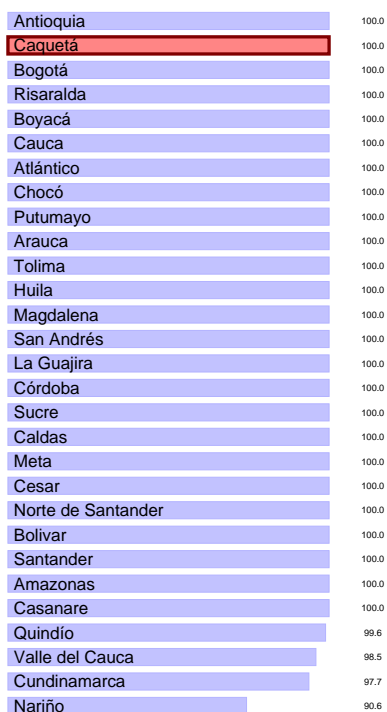 Antioquia 100.0
Caquetá 100.0
Bogotá 100.0
Risaralda 100.0
Boyacá 100.0
Cauca 100.0
Atlántico 100.0
Chocó 100.0
Putumayo 100.0
Arauca 100.0
Tolima 100.0
Huila 100.0
Magdalena 100.0
San Andrés 100.0
La Guajira 100.0
Córdoba 100.0
Sucre 100.0
Caldas 100.0
Meta 100.0
Cesar 100.0
Norte de Santander 100.0
Bolivar 100.0
Santander 100.0
Amazonas 100.0
Casanare 100.0
Quindío 99.6
Valle del Cauca 98.5
Cundinamarca 97.7
Nariño 90.6